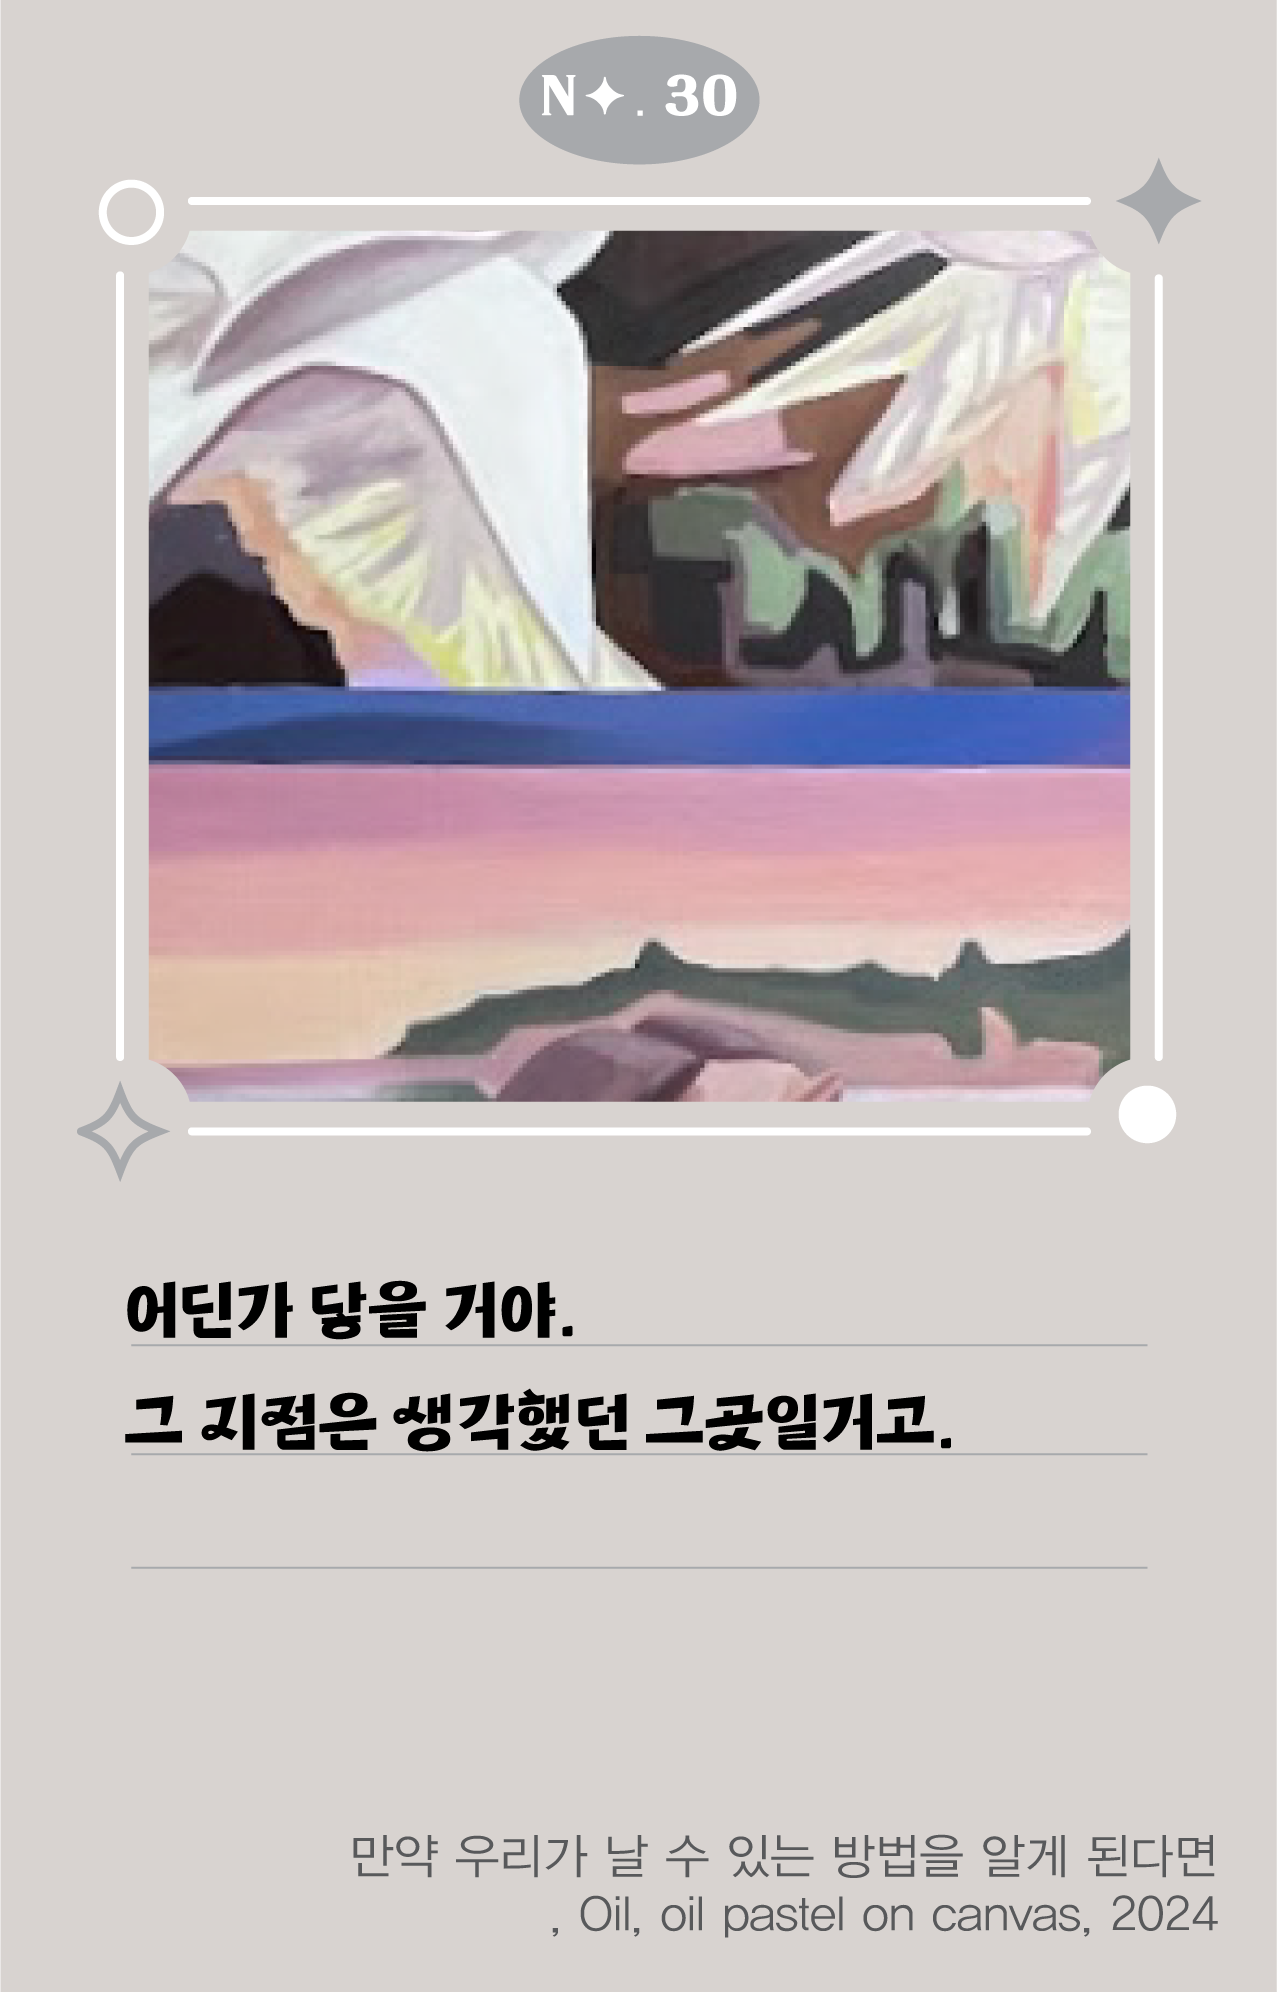 N✦. 30
어딘가 닿을 거야.
그 지점은 생각했던 그곳일거고.
만약 우리가 날 수 있는 방법을 알게 된다면
, Oil, oil pastel on canvas, 2024